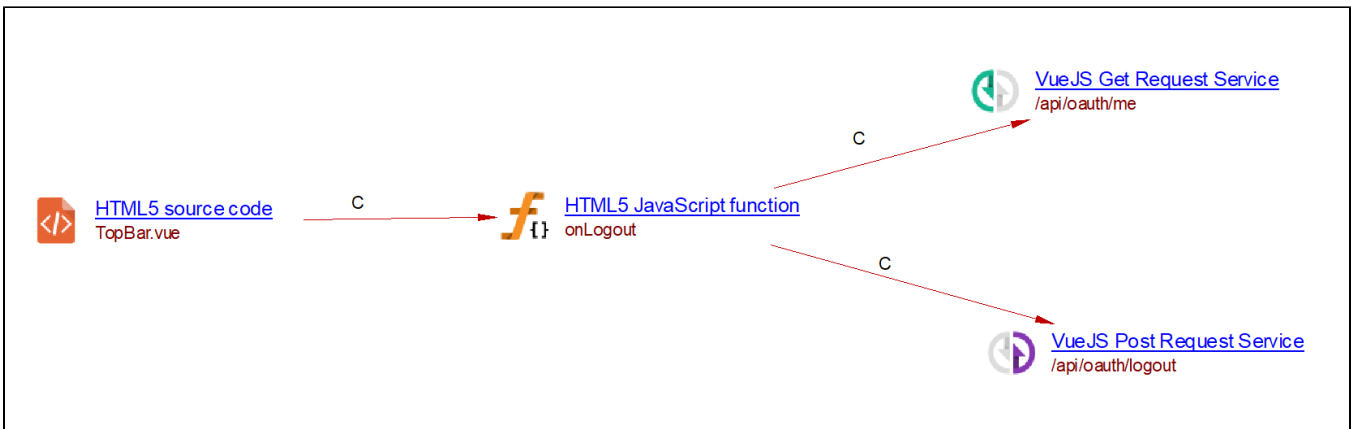 VueJS Get Request Service
/api/oauth/me
C
HTML5 source code
TopBar.vue
C
HTML5 JavaScript function
onLogout
C
VueJS Post Request Service
/api/oauth/logout